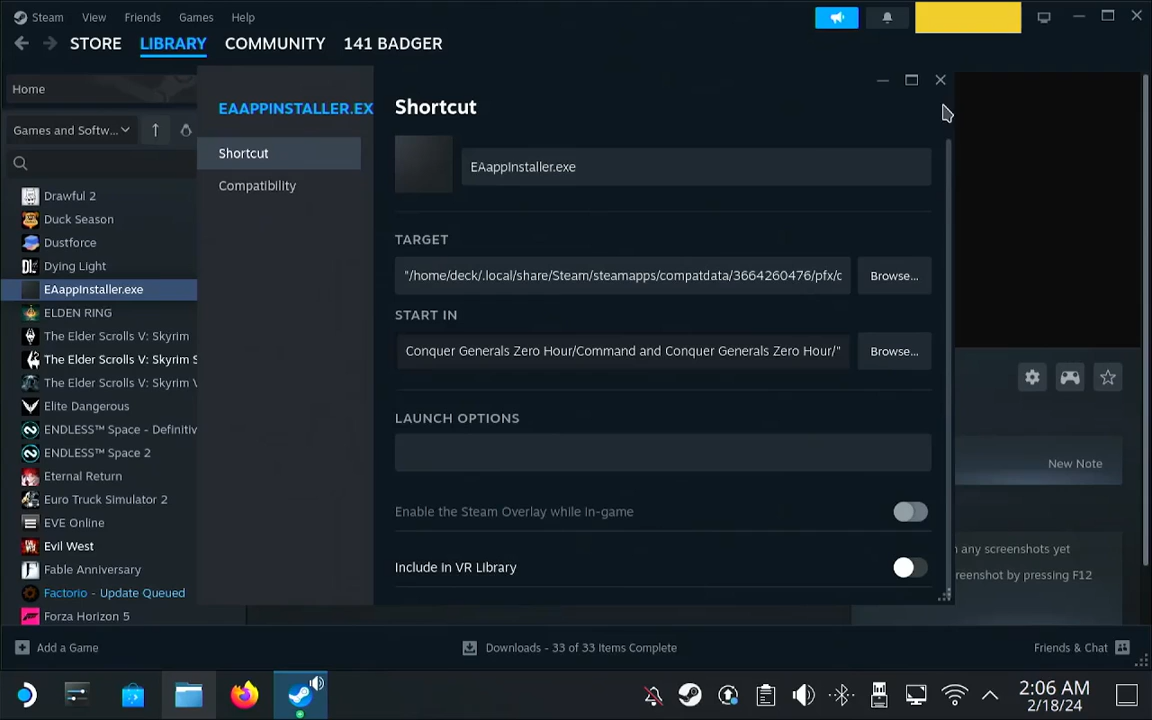 Steam View Friends Games Help
STORE LIBRARY COMMUNITY 141 BADGER
Home
Games and Softw...
Drawful 2
Duck Season
Dustforce
Dying Light
EAappInstaller.exe
ELDEN RING
The Elder Scrolls V: Skyrim
The Elder Scrolls V: Skyrim S
The Elder Scrolls V: Skyrim V
Elite Dangerous
ENDLESS™ Space - Definitiv
ENDLESS™ Space 2
Eternal Return
Euro Truck Simulator 2
EVE Online
Evil West
Fable Anniversary
Factorio - Update Queued
Forza Horizon 5
EAAPPINSTALLER.EX
Shortcut
Compatibility
Shortcut
EAappInstaller.exe
TARGET
"/home/deck/.local/share/Steam/steamapps/compatdata/3664260476/pfx/c
Browse...
START IN
Conquer Generals Zero Hour/Command and Conquer Generals Zero Hour/"
Browse...
LAUNCH OPTIONS
Enable the Steam Overlay while in-game
Include in VR Library
New Note
n any screenshots yet
reenshot by pressing F12
Add a Game
Downloads - 33 of 33 Items Complete
Friends & Chat
2:06 AM
2/18/24